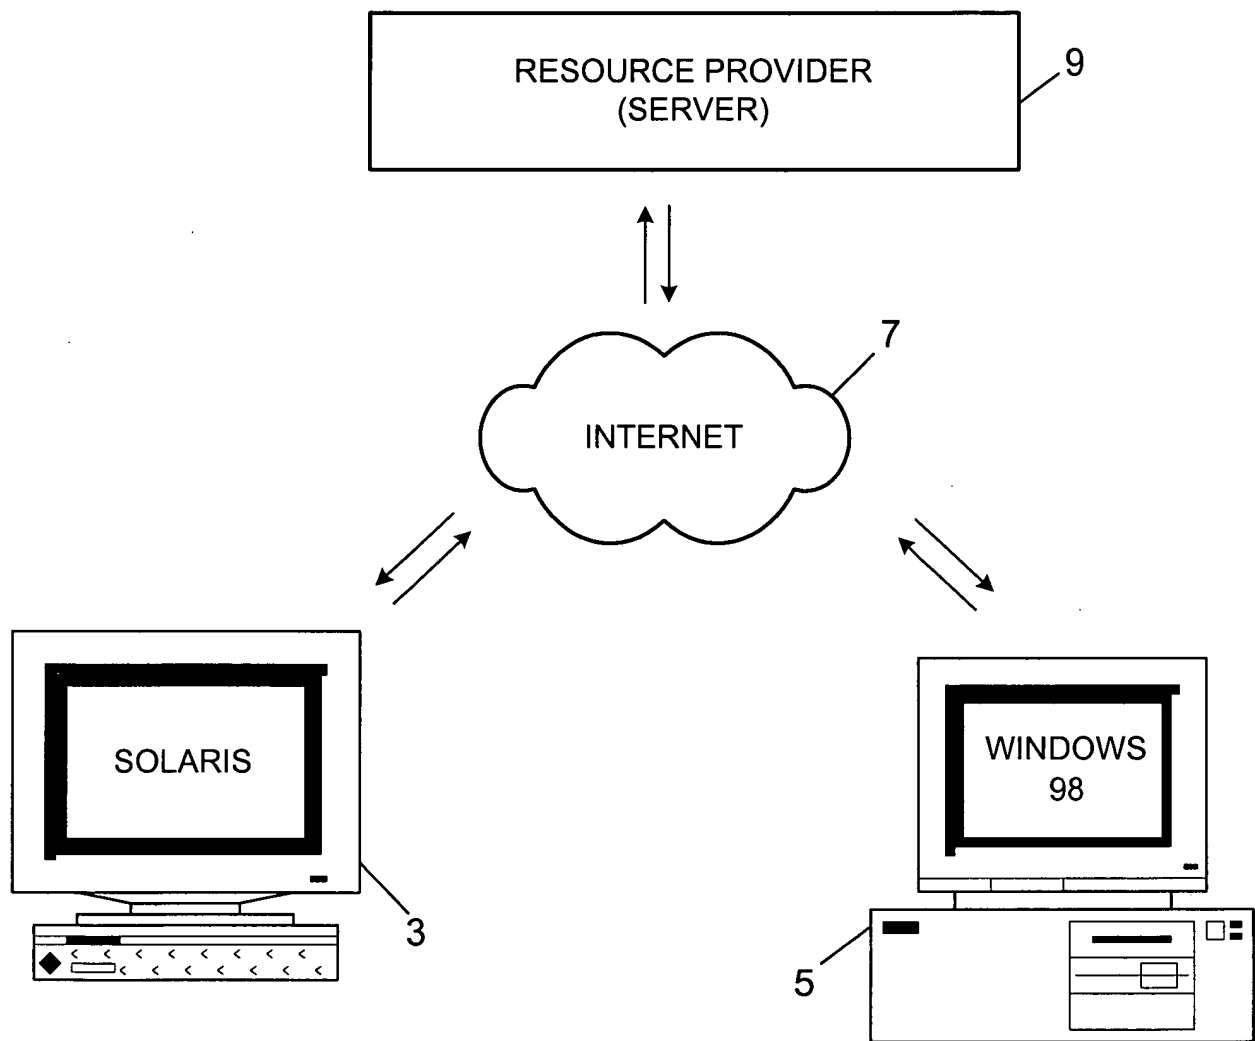 RESOURCE PROVIDER
(SERVER)
9
7
INTERNET
SOLARIS
WINDOWS
98
3
5